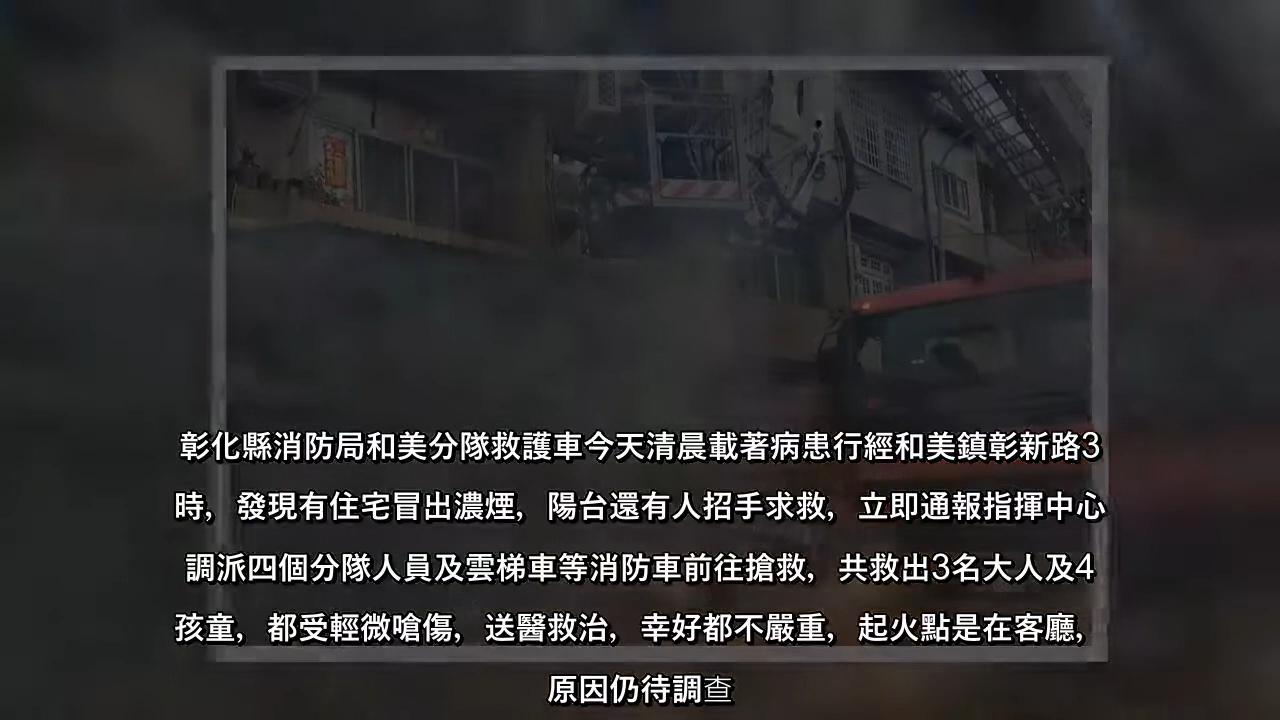 彰化縣消防局和美分隊救護車今天清晨載著病患行經和美鎮彰新路3
時，發現有住宅冒出濃煙，陽台還有人招手求救，立即通報指揮中心
調派四個分隊人員及雲梯車等消防車前往搶救，共救出3名大人及4
孩童，都受輕微嗆傷，送醫救治，幸好都不嚴重，起火點是在客廳，
原因仍待調查